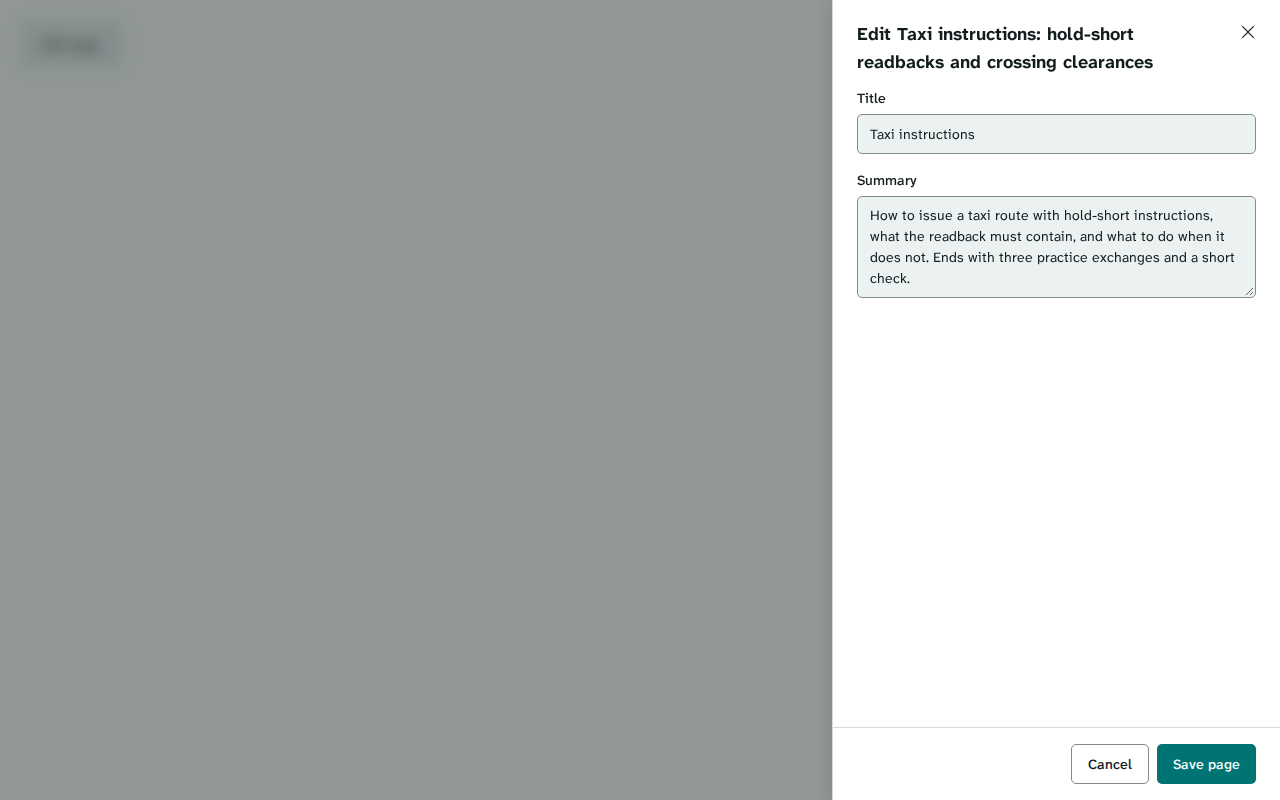 Edit Taxi instructions: hold-short
readbacks and crossing clearances
Title
Taxi instructions
Summary
How to issue a taxi route with hold-short instructions,
what the readback must contain, and what to do when it
does not. Ends with three practice exchanges and a short
check.
Cancel
Save page